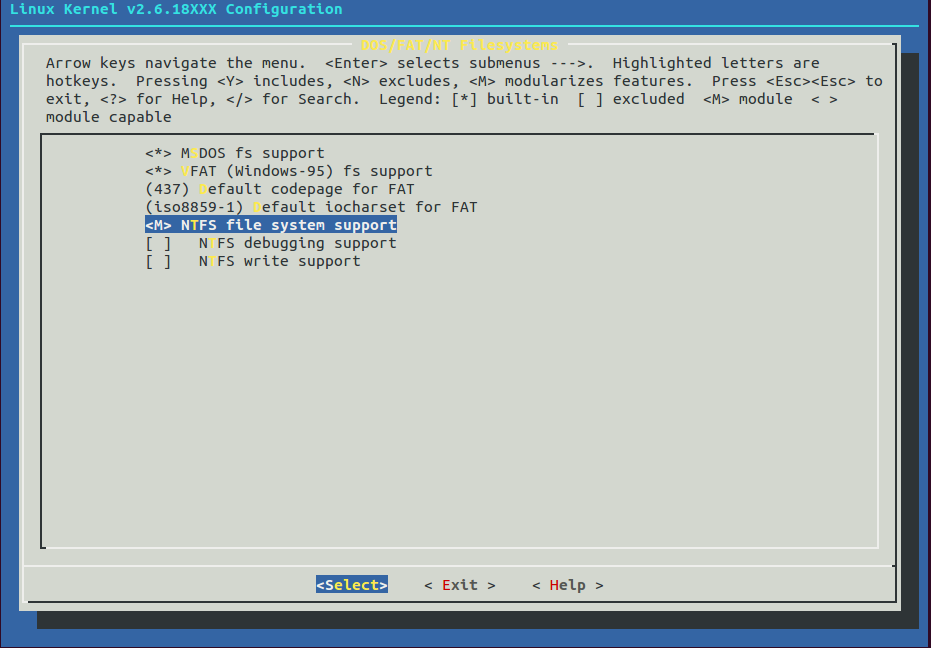 Linux Kernel v2.6.18XXX Configuration
DOS/FAT/NT Filesystems
Arrow keys navigate the menu.  <Enter> selects submenus --->.  Highlighted letters are
hotkeys.  Pressing <Y> includes, <N> excludes, <M> modularizes features.  Press <Esc><Esc> to
exit, <?> for Help, </> for Search.  Legend: [*] built-in  [ ] excluded  <M> module  < >
module capable
<*> MSDOS fs support
<*> VFAT (Windows-95) fs support
(437) Default codepage for FAT
(iso8859-1) Default iocharset for FAT
<M> NTFS file system support
[ ]   NTFS debugging support
[ ]   NTFS write support
<Select>    < Exit >    < Help >